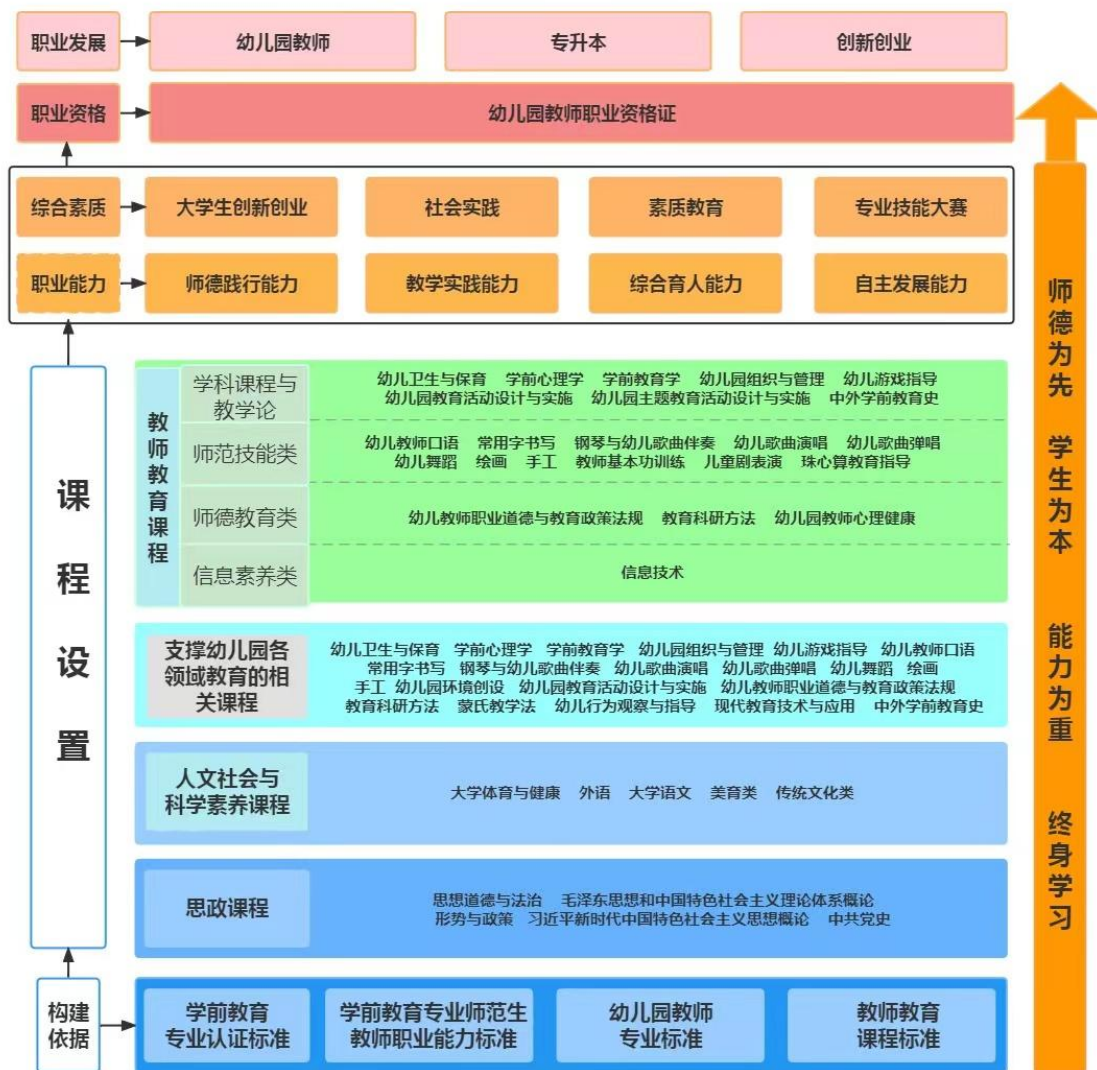 职业发展
幼儿园教师
专升本
创新创业
职业资格
幼儿园教师职业资格证
综合素质
大学生创新创业
社会实践
素质教育
专业技能大赛
职业能力
师德践行能力
教学实践能力
综合育人能力
自主发展能力
课程设置
教师教育课程
学科课程与
教学论
幼儿卫生与保育 学前心理学 学前教育学 幼儿园组织与管理 幼儿游戏指导
幼儿园教育活动设计与实施 幼儿园主题教育活动设计与实施 中外学前教育史
师范技能类
幼儿教师口语 常用字书写 钢琴与幼儿歌曲伴奏 幼儿歌曲演唱 幼儿歌曲弹唱
幼儿舞蹈 绘画 手工 教师基本功训练 儿童剧表演 珠心算教育指导
师德教育类
幼儿教师职业道德与教育政策法规 教育科研方法 幼儿园教师心理健康
信息素养类
信息技术
支撑幼儿园各
领域教育的相
关课程
幼儿卫生与保育 学前心理学 学前教育学 幼儿园组织与管理 幼儿游戏指导 幼儿教师口语
常用字书写 钢琴与幼儿歌曲伴奏 幼儿歌曲演唱 幼儿歌曲弹唱 幼儿舞蹈 绘画
手工 幼儿园环境创设 幼儿园教育活动设计与实施 幼儿教师职业道德与教育政策法规
教育科研方法 蒙氏教学法 幼儿行为观察与指导 现代教育技术与应用 中外学前教育史
人文社会与
科学素养课程
大学体育与健康 外语 大学语文 美育类 传统文化类
思政课程
思想道德与法治 毛泽东思想和中国特色社会主义理论体系概论
形势与政策 习近平新时代中国特色社会主义思想概论 中共党史
构建
依据
学前教育
专业认证标准
学前教育专业师范生
教师职业能力标准
幼儿园教师
专业标准
教师教育
课程标准
师德为先 学生为本 能力为重 终身学习